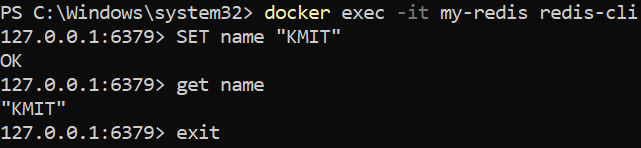 PS C:\Windows\system32> docker exec -it my-redis redis-cli
127.0.0.1:6379> SET name "KMIT"
OK
127.0.0.1:6379> get name
"KMIT"
127.0.0.1:6379> exit